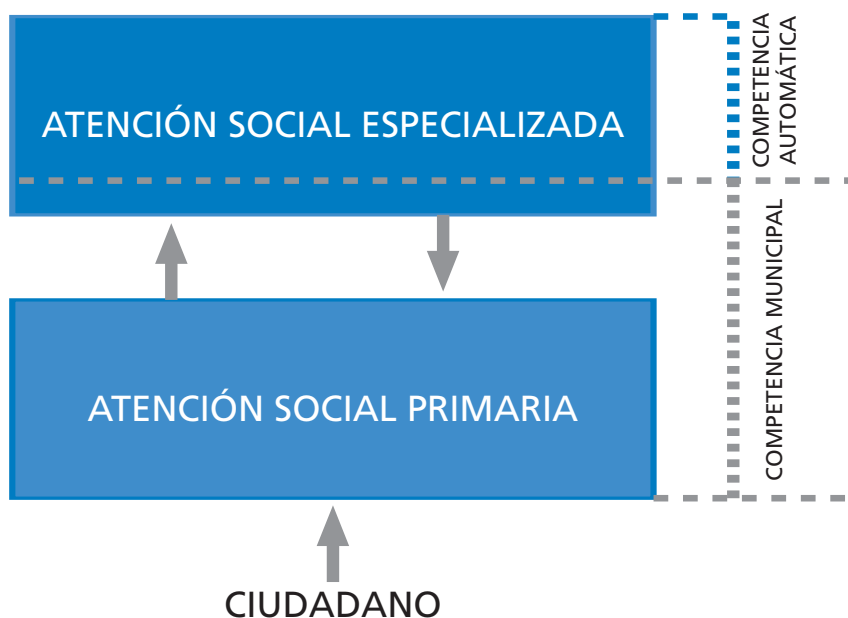 ATENCIÓN SOCIAL ESPECIALIZADA
COMPETENCIA
AUTOMÁTICA
ATENCIÓN SOCIAL PRIMARIA
COMPETENCIA MUNICIPAL
CIUDADANO